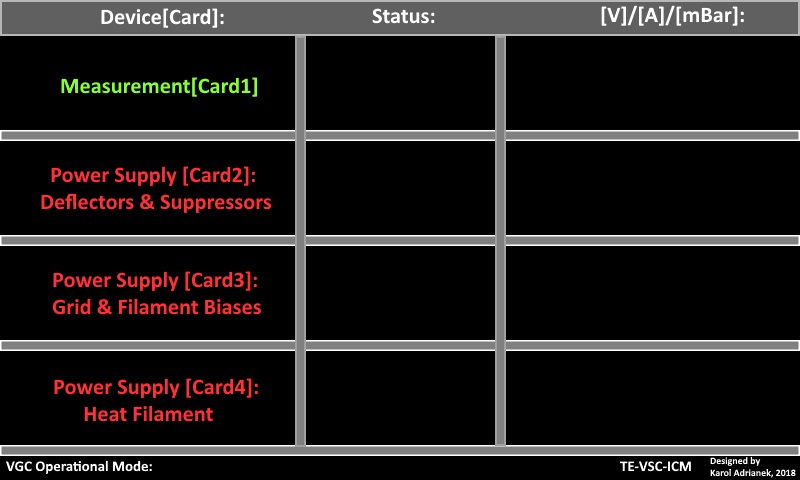 Device[Card]: Status: [V]/[A]/[mBar]:
Measurement[Card1]
Power Supply [Card2]:
Deflectors & Suppressors
Power Supply [Card3]:
Grid & Filament Biases
Power Supply [Card4]:
Heat Filament
VGC Operational Mode: TE-VSC-ICM
Designed by
Karol Adrianek, 2018